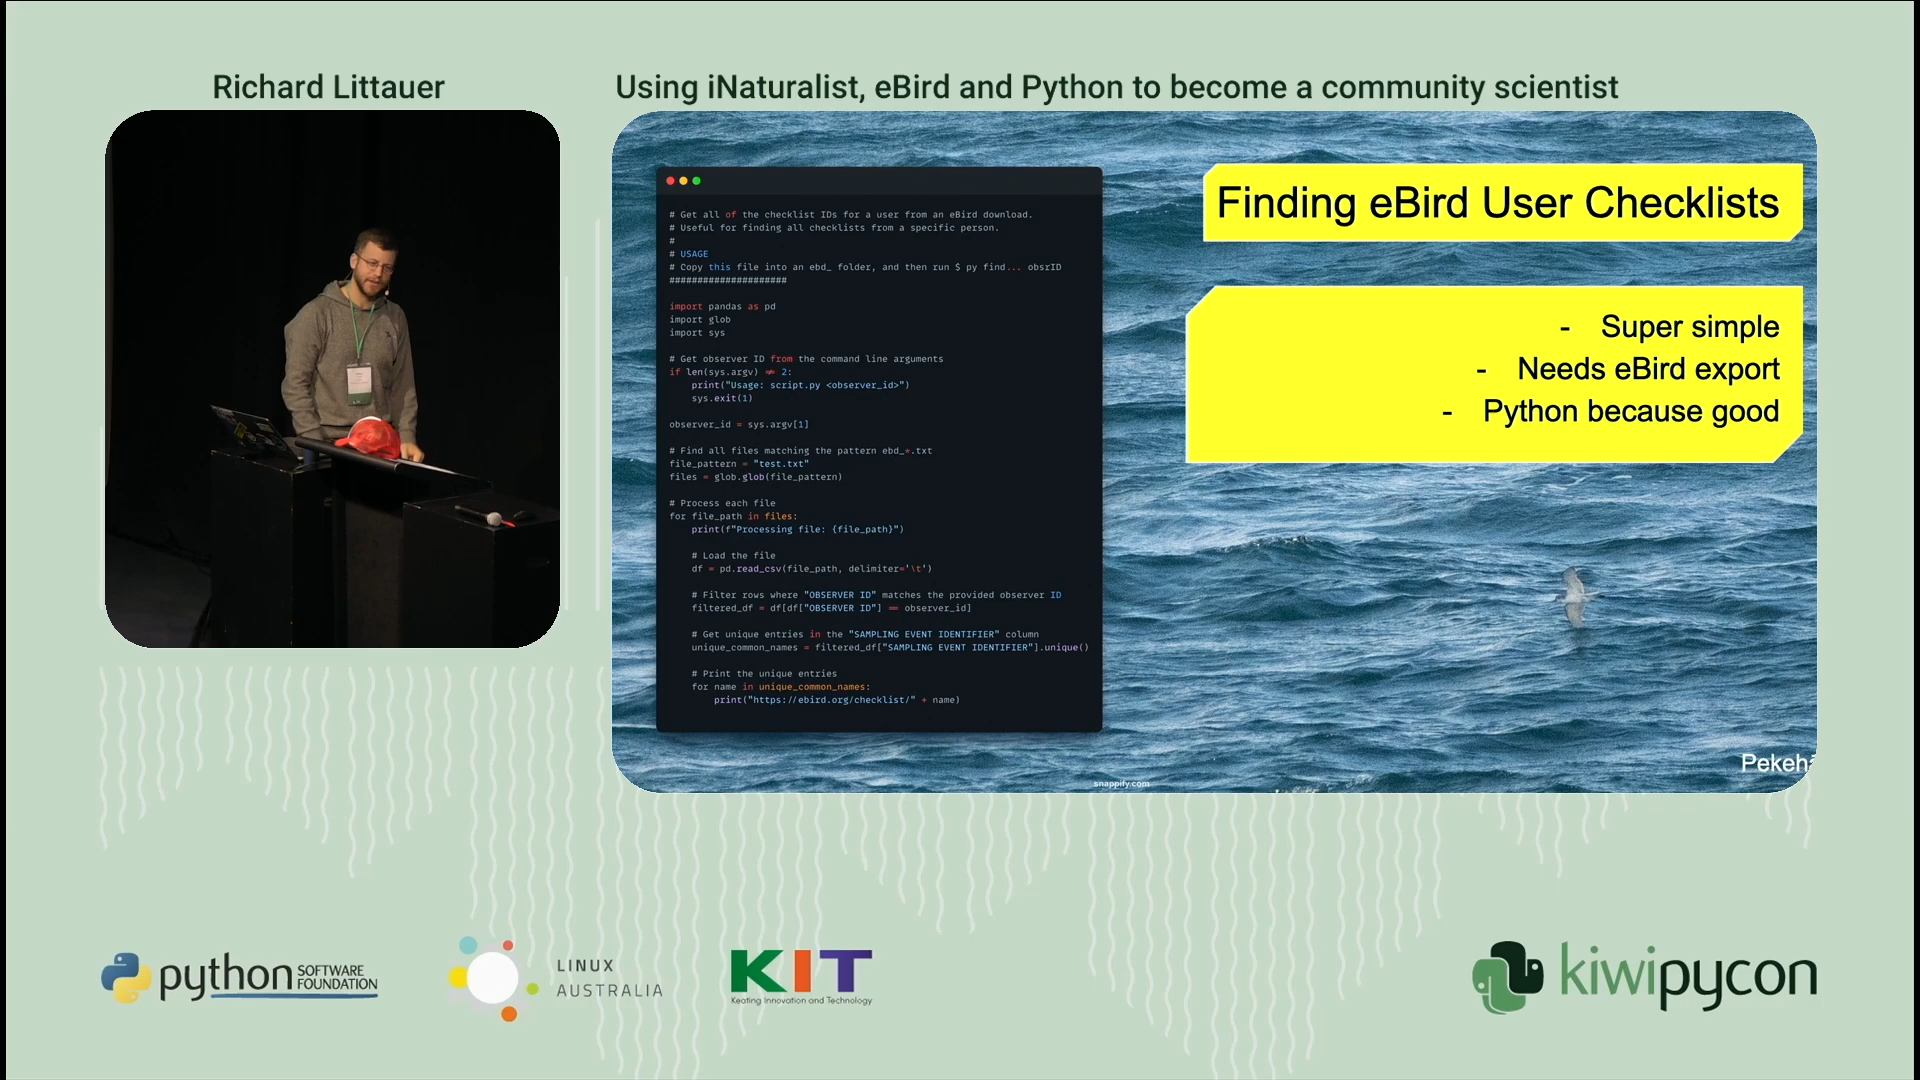 Richard Littauer
Using iNaturalist, eBird and Python to become a community scientist
# Get all of the checklist IDs for a user from an eBird download.
# Useful for finding all checklists from a specific person.
#
# USAGE
# Copy this file into an ebd_ folder, and then run $ py find... obsrID
#####################
import pandas as pd
import glob
import sys
# Get observer ID from the command line arguments
if len(sys.argv) ≠ 2:
print("Usage: script.py <observer_id>")
sys.exit(1)
observer_id = sys.argv[1]
# Find all files matching the pattern ebd_*.txt
file_pattern = "test.txt"
files = glob.glob(file_pattern)
# Process each file
for file_path in files:
print(f"Processing file: {file_path}")
# Load the file
df = pd.read_csv(file_path, delimiter='\t')
# Filter rows where "OBSERVER ID" matches the provided observer ID
filtered_df = df[df["OBSERVER ID"] == observer_id]
# Get unique entries in the "SAMPLING EVENT IDENTIFIER" column
unique_common_names = filtered_df["SAMPLING EVENT IDENTIFIER"].unique()
# Print the unique entries
for name in unique_common_names:
print("https://ebird.org/checklist/" + name)
Finding eBird User Checklists
- Super simple
- Needs eBird export
- Python because good
snappify.com
python SOFTWARE FOUNDATION
LINUX AUSTRALIA
KIT
Keating Innovation and Technology
kiwipycon